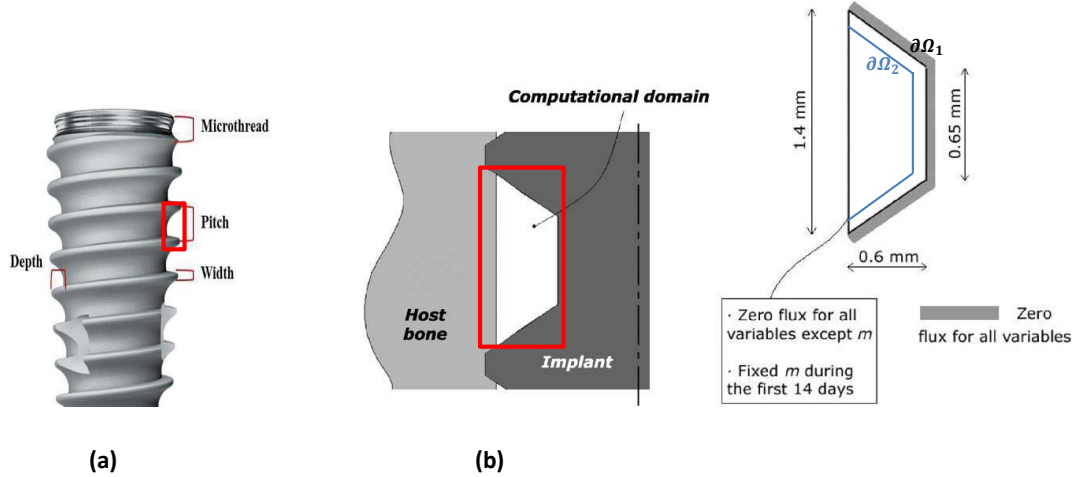 Microthread
Pitch
Depth
Width
(a)
Computational domain
Host
bone
Implant
(b)
∂Ω₁
∂Ω₂
1.4 mm
0.65 mm
0.6 mm
· Zero flux for all
variables except m
· Fixed m during
the first 14 days
Zero
flux for all variables